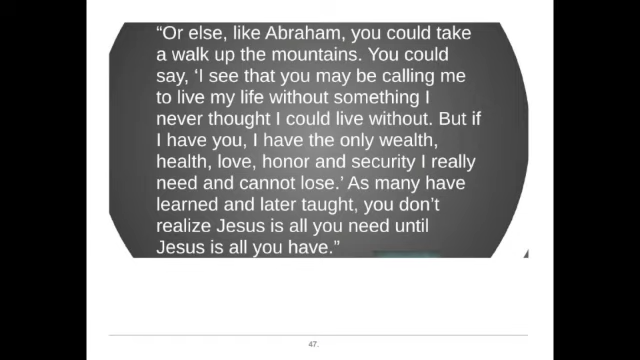 “Or else, like Abraham, you could take
a walk up the mountains. You could
say, ‘I see that you may be calling me
to live my life without something I
never thought I could live without. But if
I have you, I have the only wealth,
health, love, honor and security I really
need and cannot lose.’ As many have
learned and later taught, you don’t
realize Jesus is all you need until
Jesus is all you have.”
47.